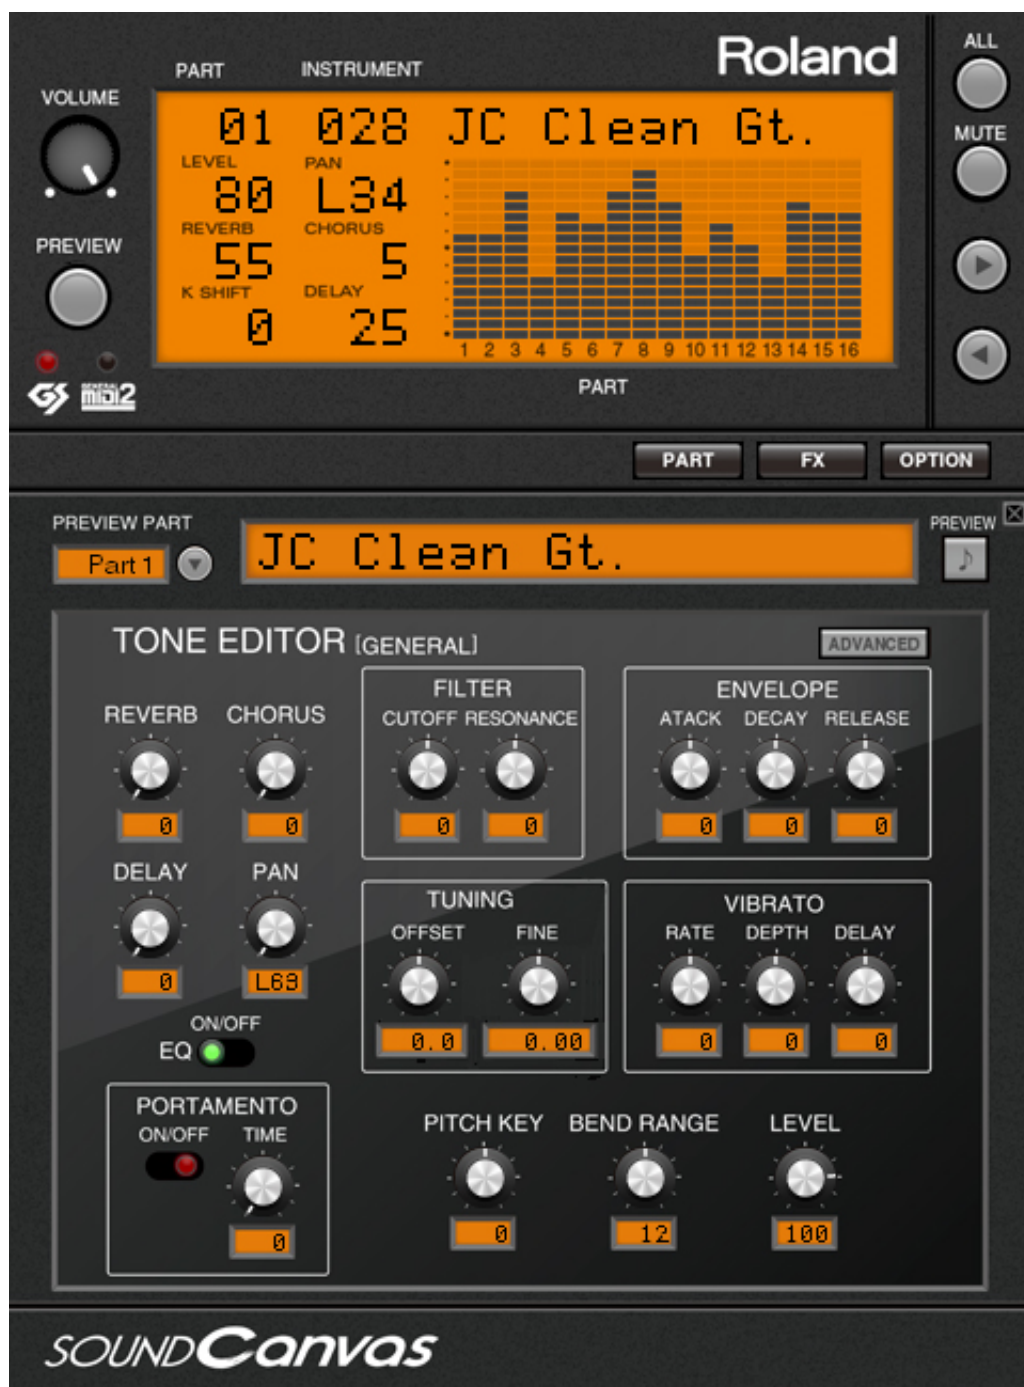 Roland
ALL
PART INSTRUMENT
VOLUME
01 028 JC Clean Gt.
MUTE
LEVEL PAN
80 L34
REVERB CHORUS
PREVIEW
55 5
K SHIFT DELAY
0 25
1 2 3 4 5 6 7 8 9 10 11 12 13 14 15 16
PART
GS GENERAL midi2
PART FX OPTION
PREVIEW PART
PREVIEW
Part 1
JC Clean Gt.
TONE EDITOR [GENERAL]
ADVANCED
FILTER
ENVELOPE
REVERB CHORUS
CUTOFF RESONANCE
ATACK DECAY RELEASE
0 0
0 0
0 0 0
DELAY PAN
TUNING
VIBRATO
OFFSET FINE
RATE DEPTH DELAY
0 L63
ON/OFF
EQ
0.0 0.00
0 0 0
PORTAMENTO
ON/OFF TIME
PITCH KEY BEND RANGE LEVEL
0
0 12 100
SOUND Canvas